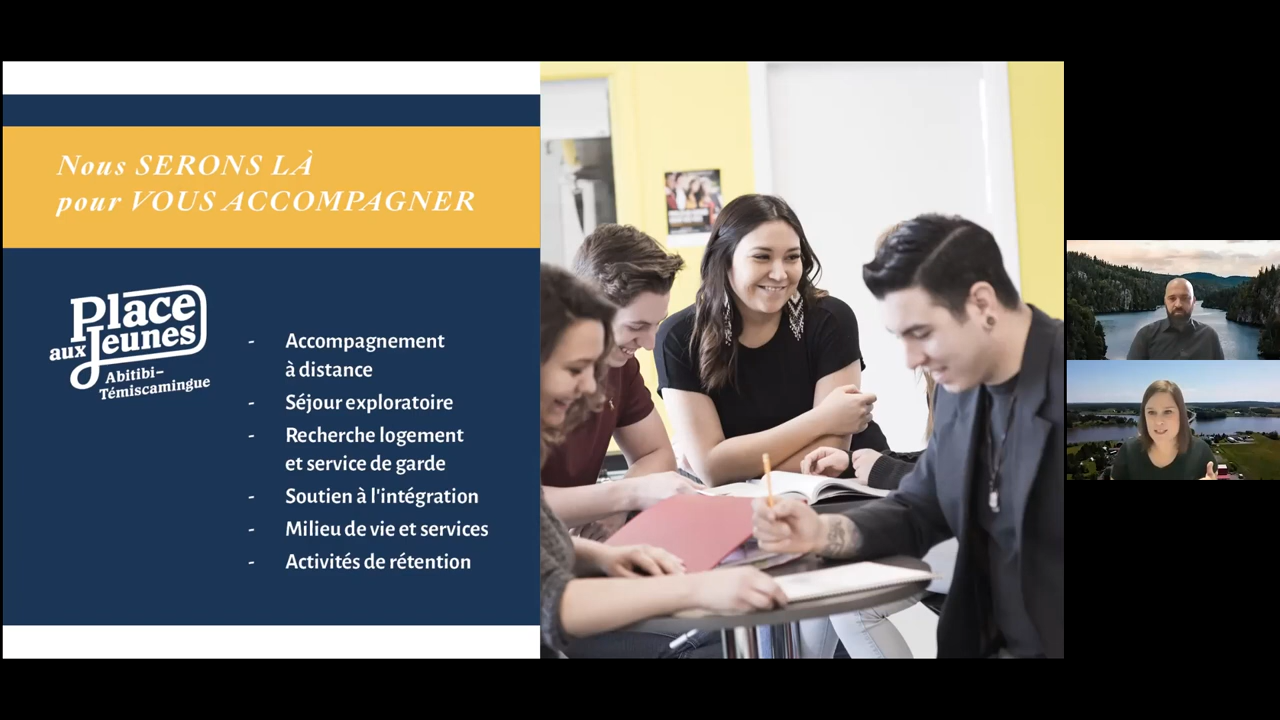 Nous SERONS LÀ
pour VOUS ACCOMPAGNER
Place
aux Jeunes
Abitibi-
Témiscamingue
- Accompagnement
à distance
- Séjour exploratoire
- Recherche logement
et service de garde
- Soutien à l'intégration
- Milieu de vie et services
- Activités de rétention